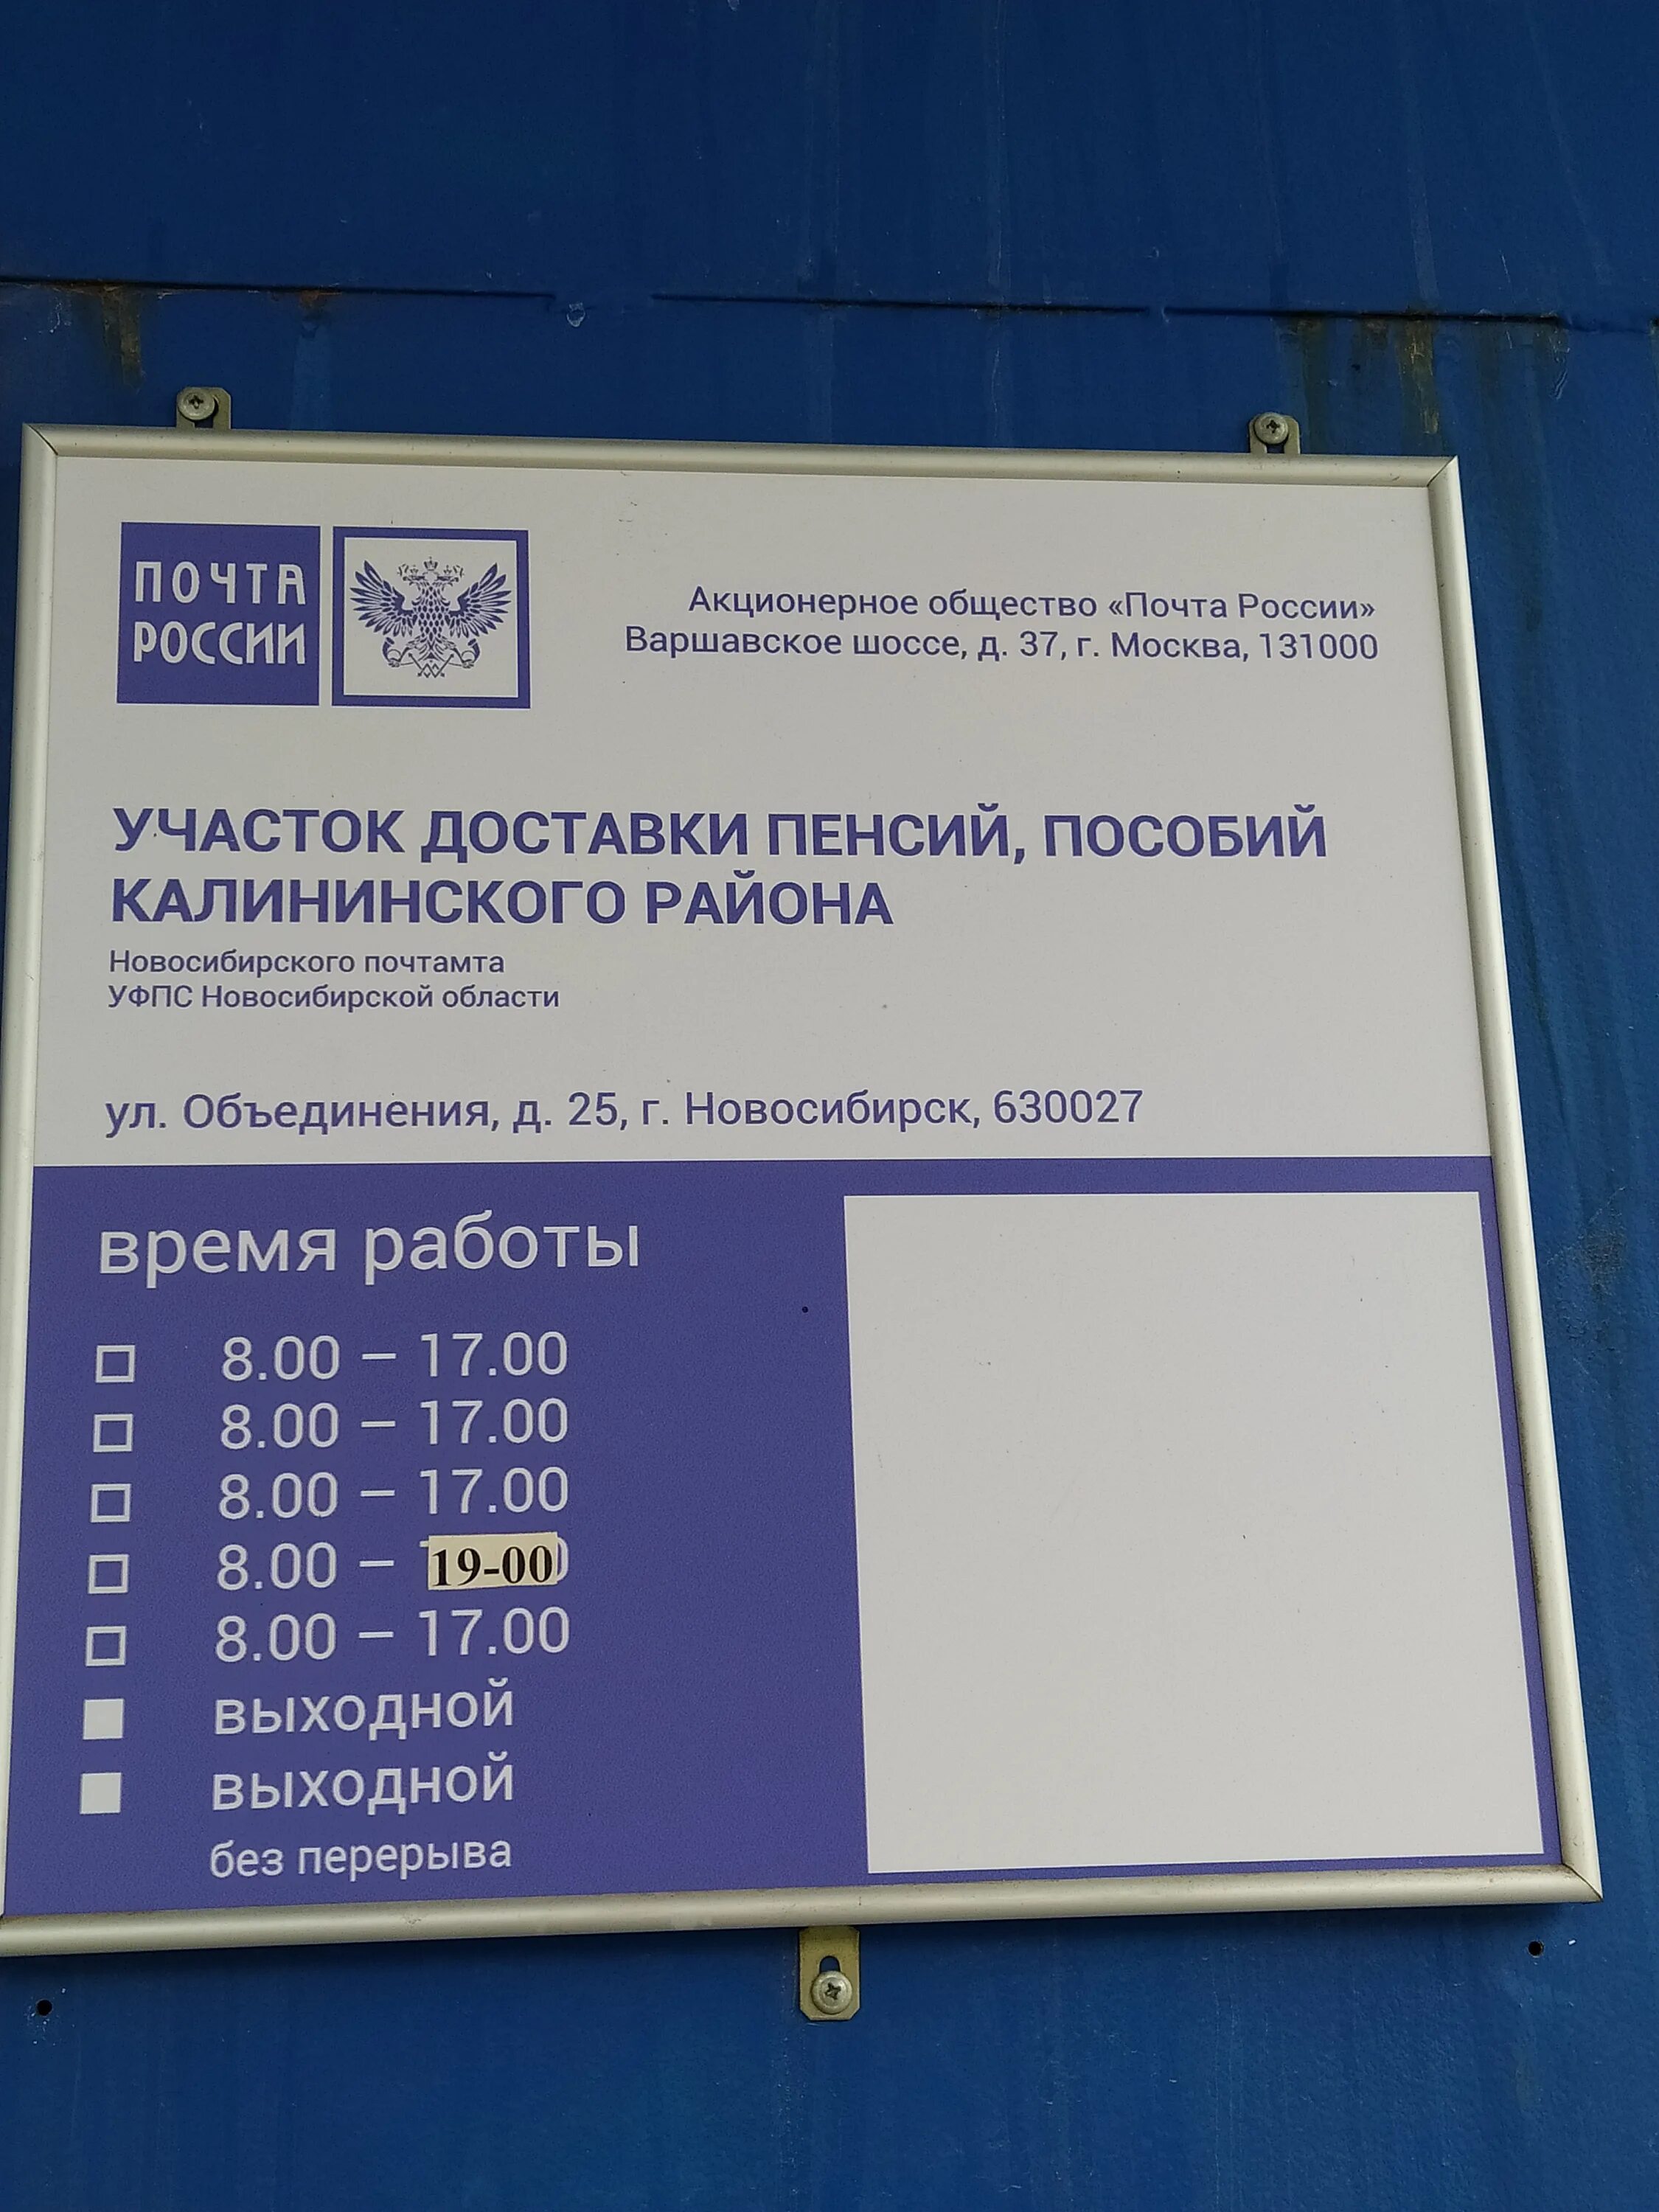 ПОЧТА
РОССИИ
Акционерное общество «Почта России»
Варшавское шоссе, д. 37, г. Москва, 131000
УЧАСТОК ДОСТАВКИ ПЕНСИЙ, ПОСОБИЙ
КАЛИНИНСКОГО РАЙОНА
Новосибирского почтамта
УФПС Новосибирской области
ул. Объединения, д. 25, г. Новосибирск, 630027
время работы
8.00 – 17.00
8.00 – 17.00
8.00 – 17.00
8.00 – 19-00
8.00 – 17.00
выходной
выходной
без перерыва